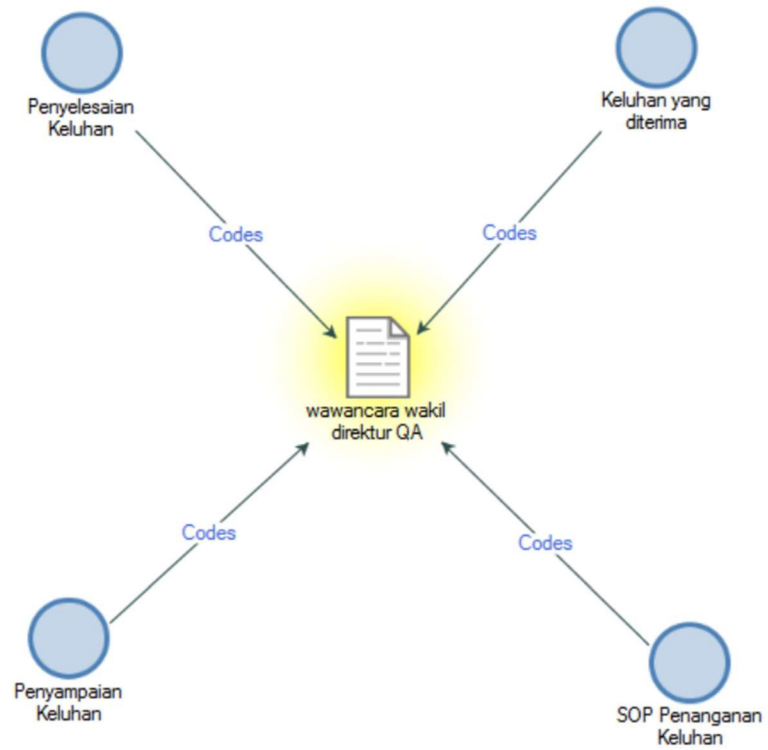 Penyelesaian
Keluhan
Keluhan yang
diterima
Codes
Codes
wawancara wakil
direktur QA
Codes
Codes
Penyampaian
Keluhan
SOP Penanganan
Keluhan